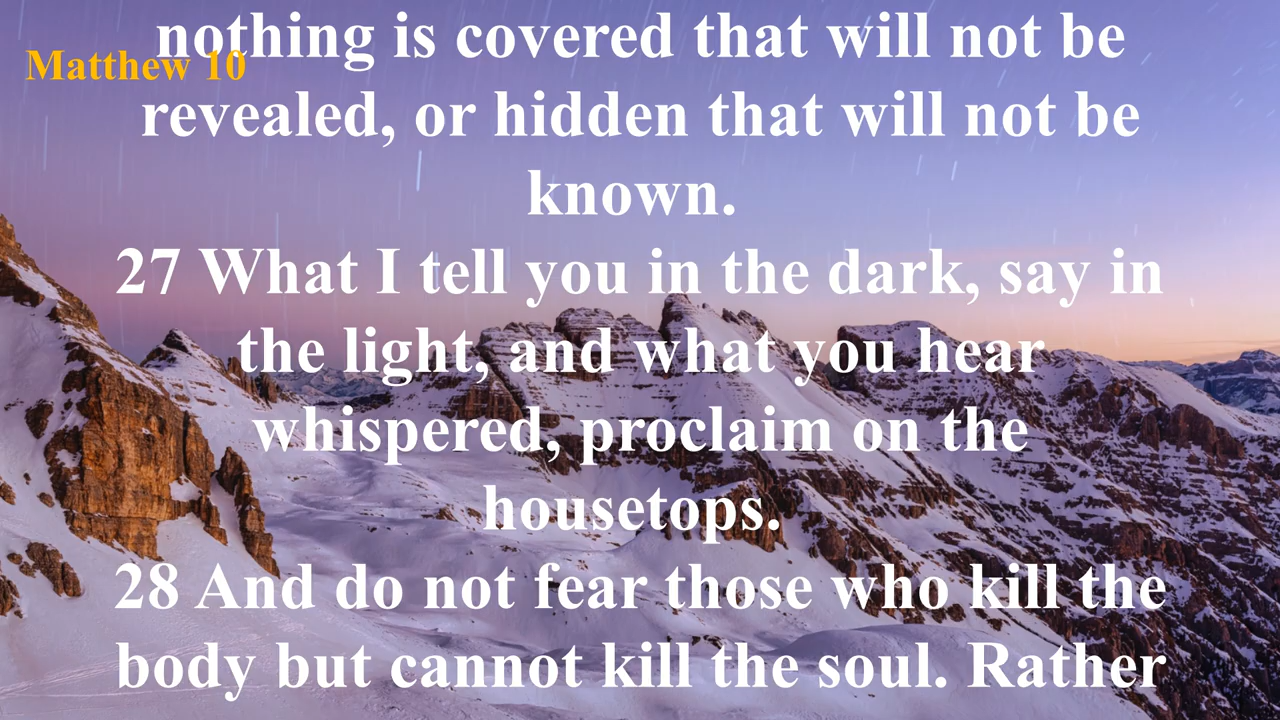 Matthew 10
nothing is covered that will not be
revealed, or hidden that will not be
known.
27 What I tell you in the dark, say in
the light, and what you hear
whispered, proclaim on the
housetops.
28 And do not fear those who kill the
body but cannot kill the soul. Rather